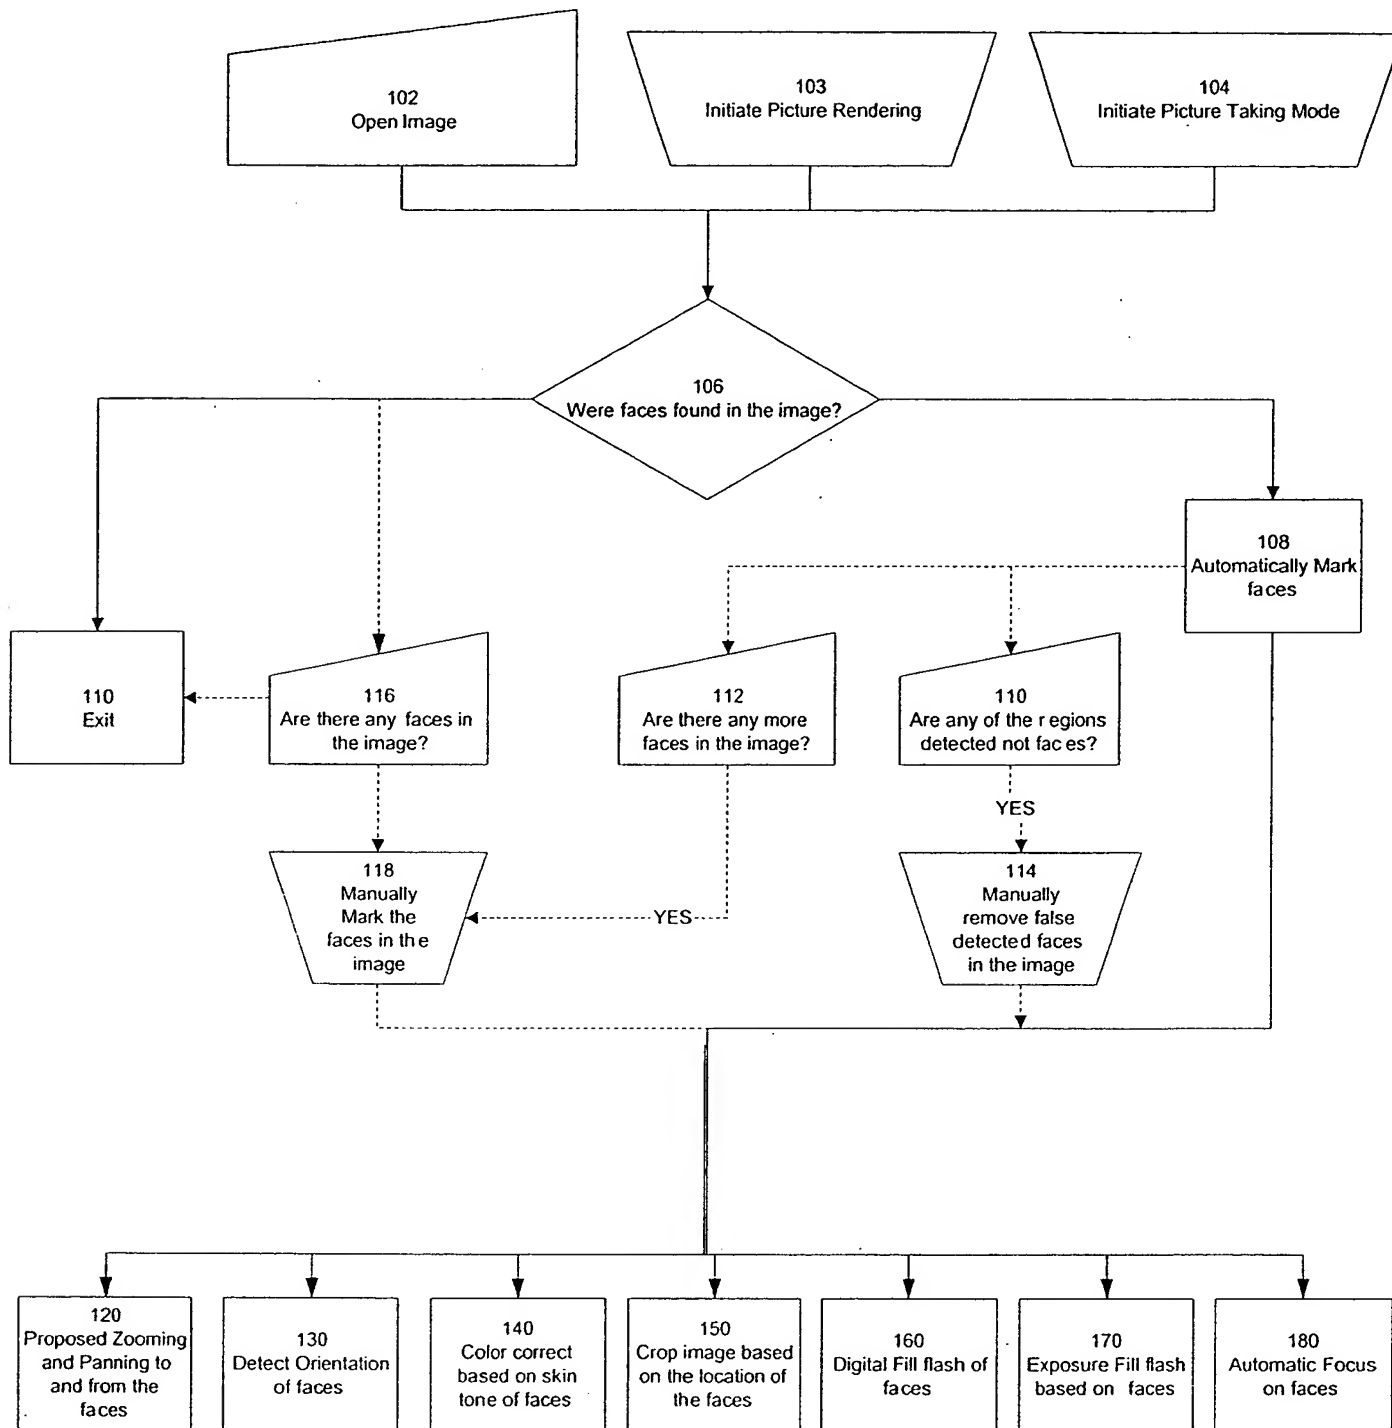 102
Open Image
103
Initiate Picture Rendering
104
Initiate Picture Taking Mode
106
Were faces found in the image?
108
Automatically Mark
faces
110
Exit
116
Are there any faces in
the image?
112
Are there any more
faces in the image?
110
Are any of the regions
detected not faces?
YES
118
Manually
Mark the
faces in the
image
YES
114
Manually
remove false
detected faces
in the image
120
Proposed Zooming
and Panning to
and from the
faces
130
Detect Orientation
of faces
140
Color correct
based on skin
tone of faces
150
Crop image based
on the location of
the faces
160
Digital Fill flash of
faces
170
Exposure Fill flash
based on faces
180
Automatic Focus
on faces